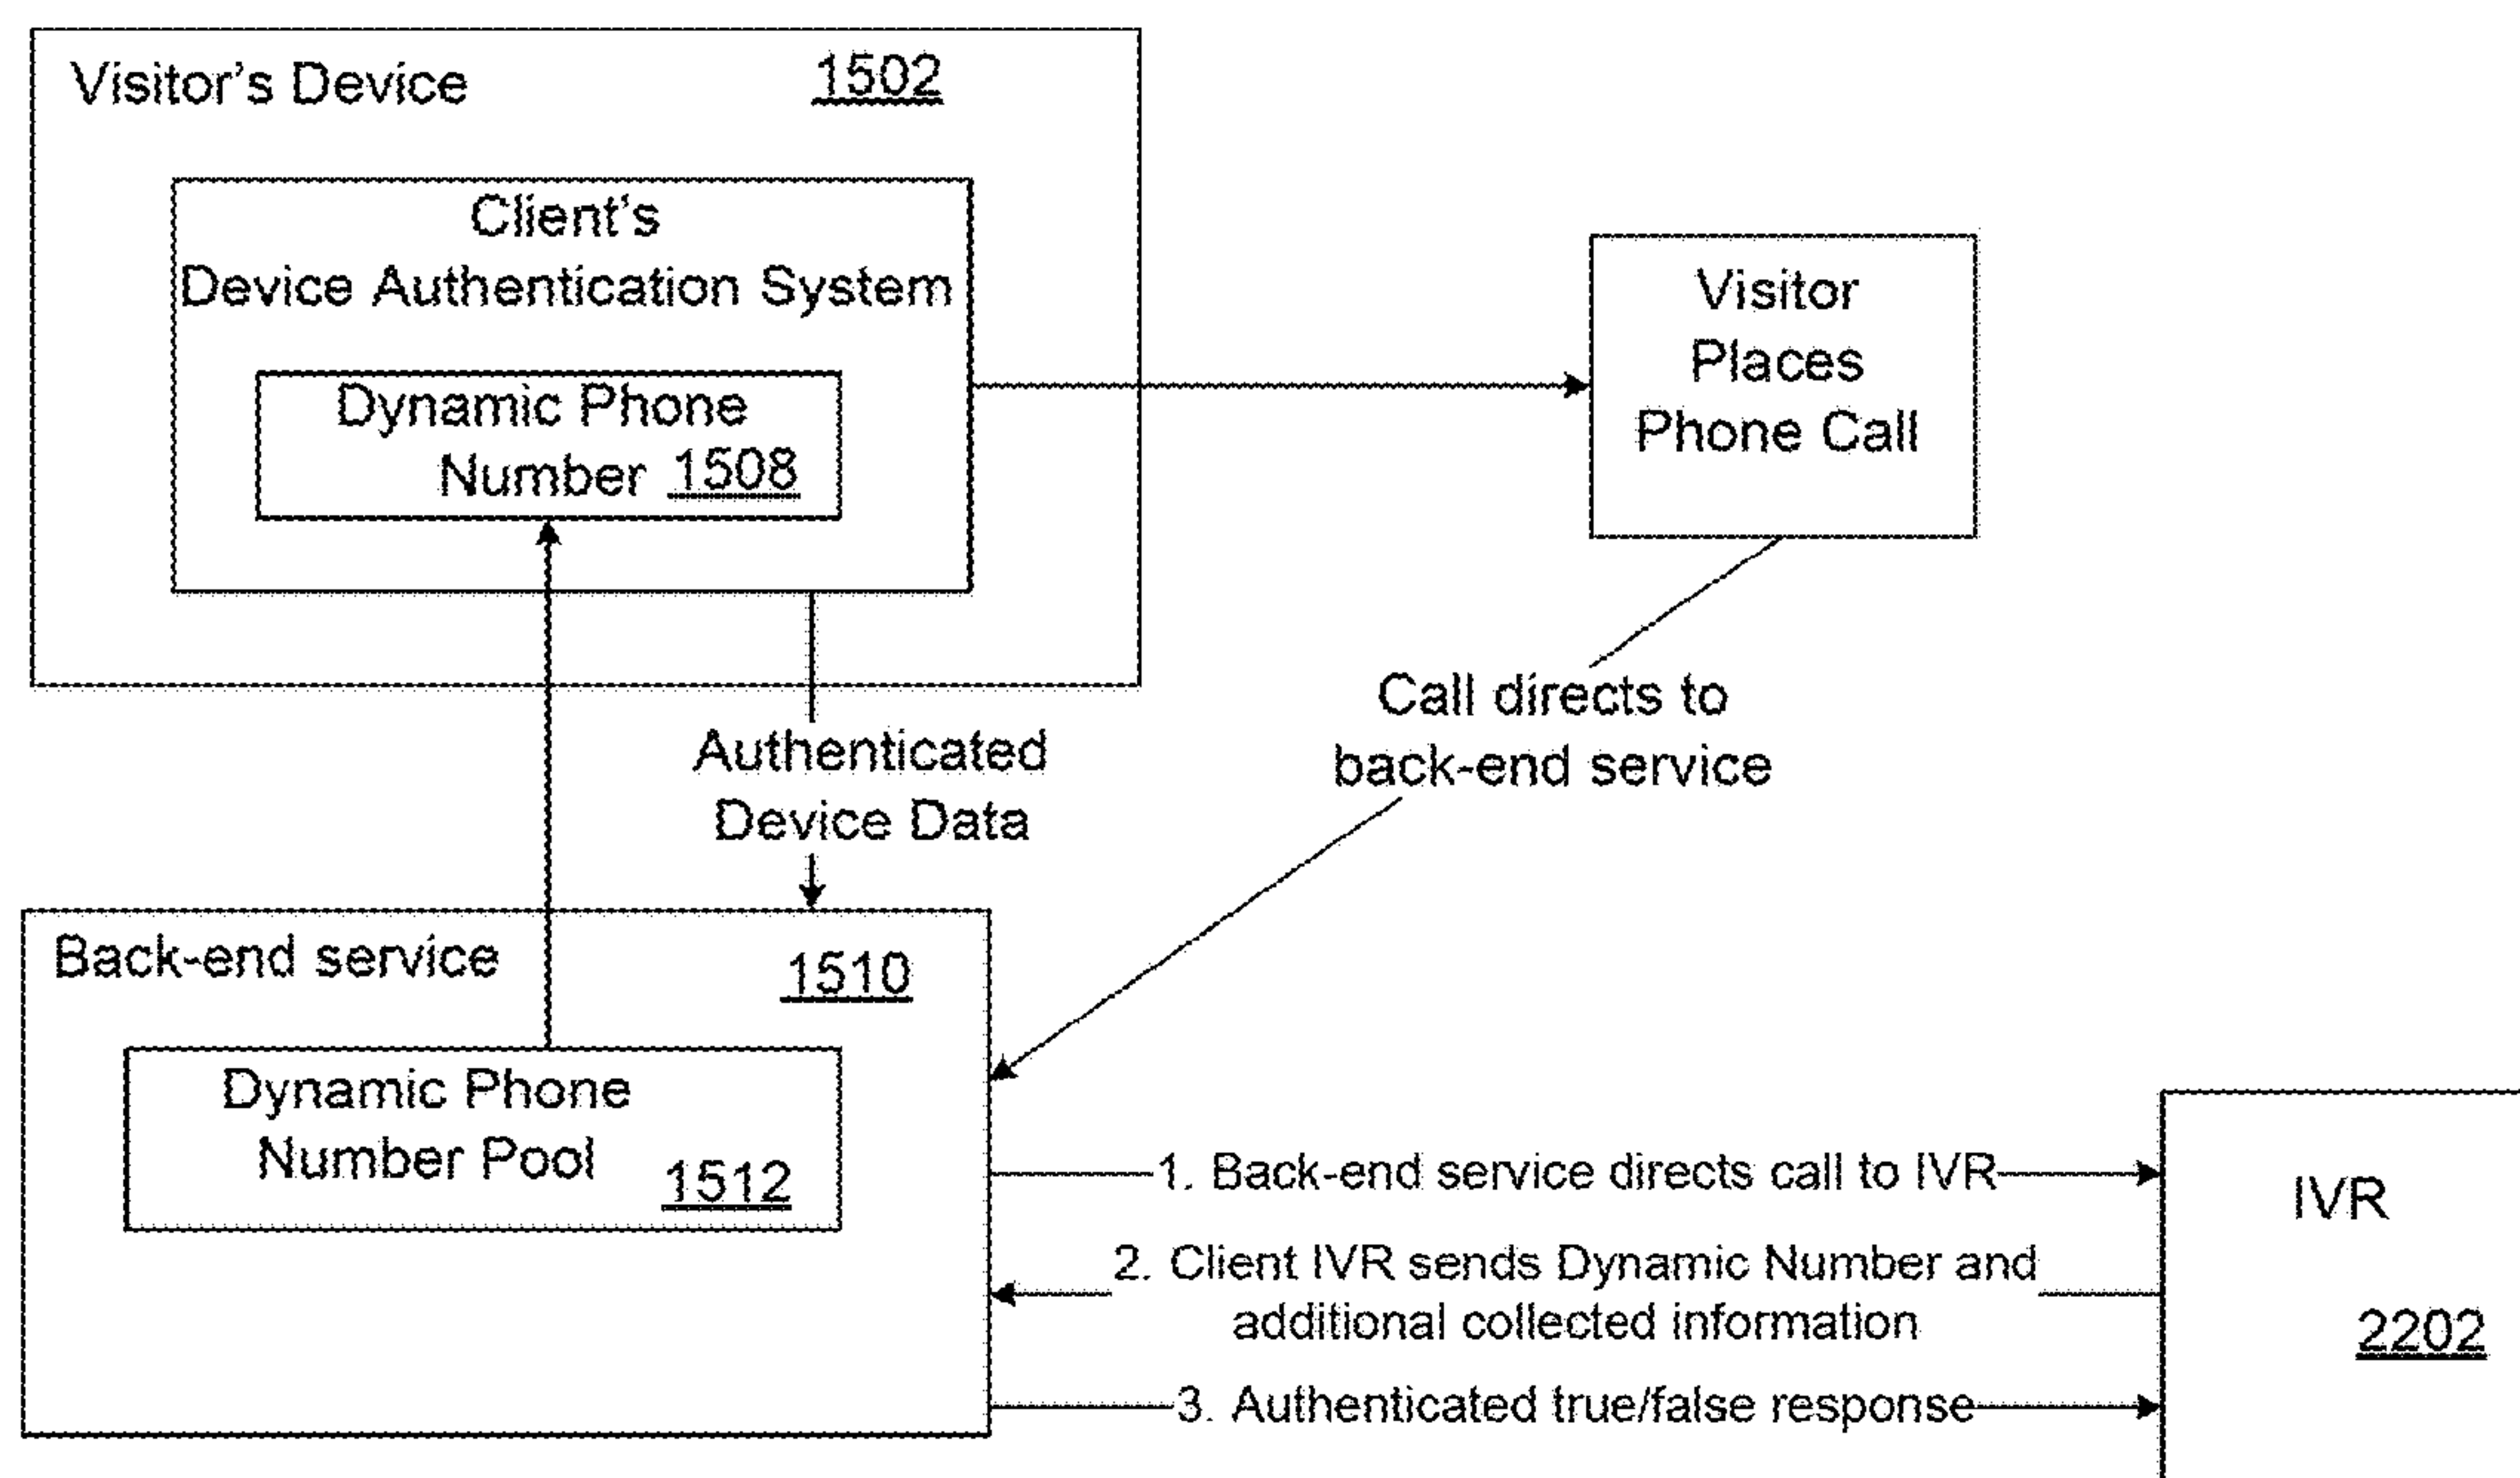 Visitor's Device
1502
Client's
Device Authentication System
Dynamic Phone
Number 1508
Visitor
Places
Phone Call
Call directs to
back-end service
Authenticated
Device Data
Back-end service
1510
Dynamic Phone
Number Pool
1512
1. Back-end service directs call to IVR
2. Client IVR sends Dynamic Number and
additional collected information
3. Authenticated true/false response
IVR
2202